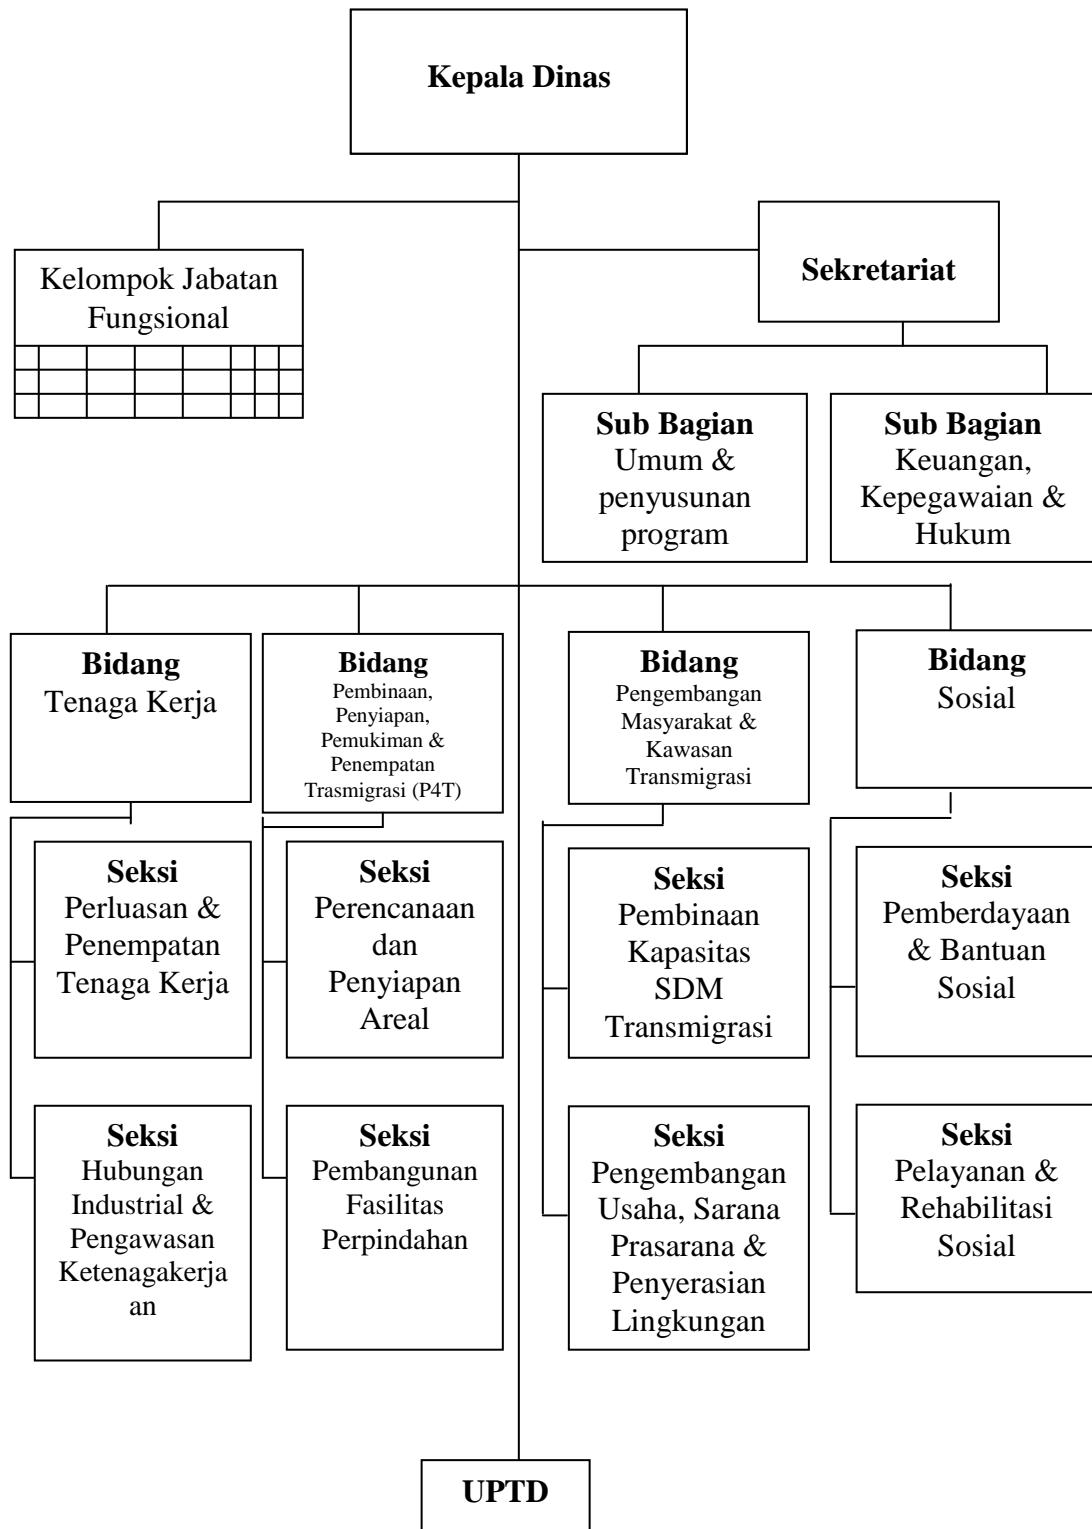 Kepala Dinas
Kelompok Jabatan
Fungsional
Sekretariat
Sub Bagian
Umum &
penyusunan
program
Sub Bagian
Keuangan,
Kepegawaian &
Hukum
Bidang
Tenaga Kerja
Bidang
Pembinaan,
Penyiapan,
Pemukiman &
Penempatan
Trasmigrasi (P4T)
Bidang
Pengembangan
Masyarakat &
Kawasan
Transmigrasi
Bidang
Sosial
Seksi
Perluasan &
Penempatan
Tenaga Kerja
Seksi
Perencanaan
dan
Penyiapan
Areal
Seksi
Pembinaan
Kapasitas
SDM
Transmigrasi
Seksi
Pemberdayaan
& Bantuan
Sosial
Seksi
Hubungan
Industrial &
Pengawasan
Ketenagakerja
an
Seksi
Pembangunan
Fasilitas
Perpindahan
Seksi
Pengembangan
Usaha, Sarana
Prasarana &
Penyerasian
Lingkungan
Seksi
Pelayanan &
Rehabilitasi
Sosial
UPTD